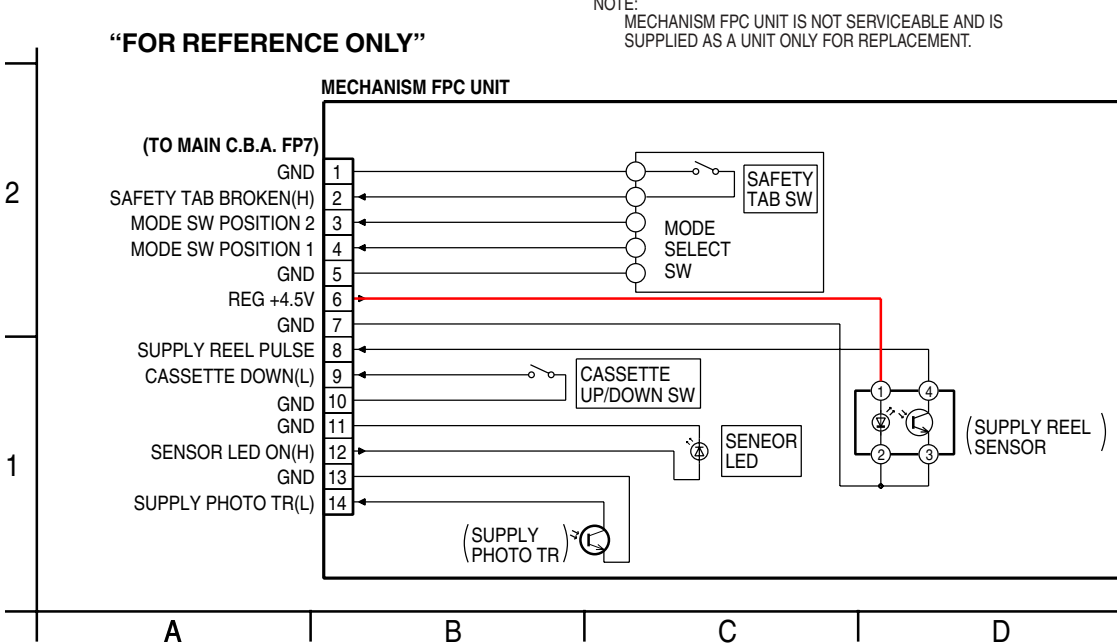 NOTE:
MECHANISM FPC UNIT IS NOT SERVICEABLE AND IS
SUPPLIED AS A UNIT ONLY FOR REPLACEMENT.
“FOR REFERENCE ONLY”
MECHANISM FPC UNIT
(TO MAIN C.B.A. FP7)
GND 1
SAFETY TAB BROKEN(H) 2
MODE SW POSITION 2 3
MODE SW POSITION 1 4
GND 5
REG +4.5V 6
GND 7
SUPPLY REEL PULSE 8
CASSETTE DOWN(L) 9
GND 10
GND 11
SENSOR LED ON(H) 12
GND 13
SUPPLY PHOTO TR(L) 14
SAFETY
TAB SW
MODE
SELECT
SW
CASSETTE
UP/DOWN SW
SENEOR
LED
(SUPPLY
PHOTO TR)
1 4
2 3
(SUPPLY REEL
SENSOR)
2
1
A B C D